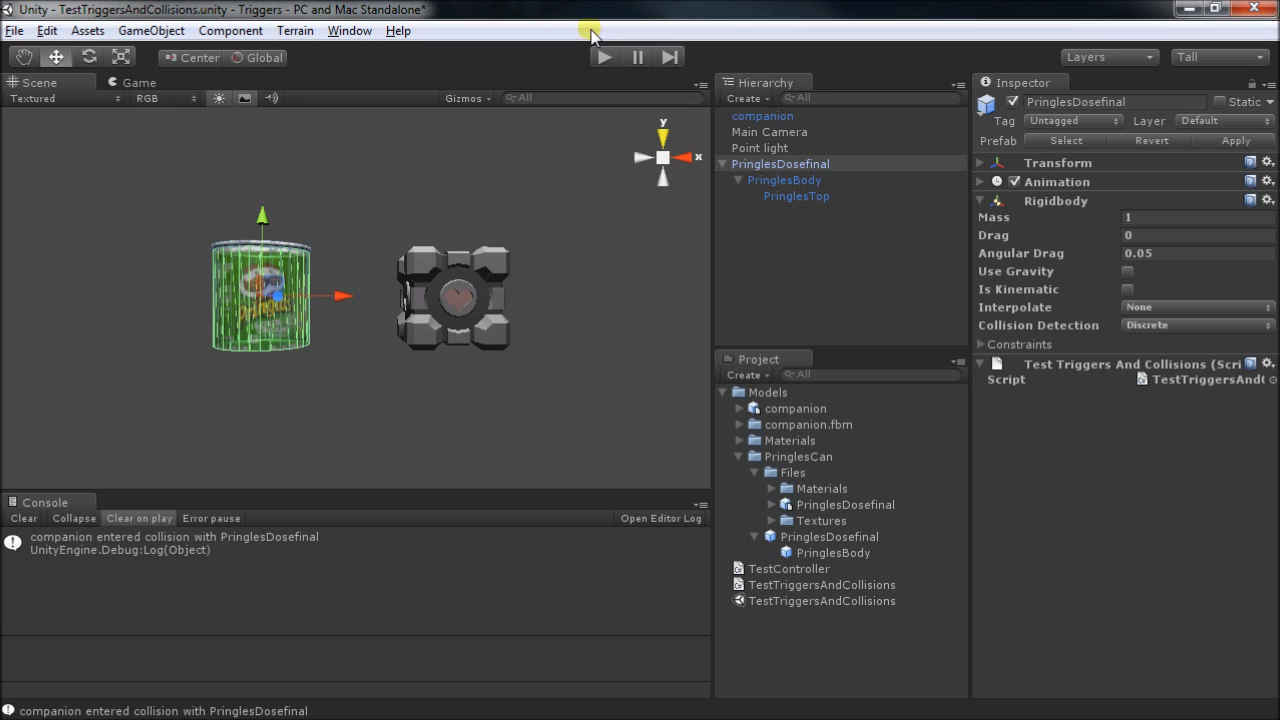 Unity - TestTriggersAndCollisions.unity - Triggers - PC and Mac Standalone*
File Edit Assets GameObject Component Terrain Window Help
Center Global Layers Tall
Scene Game
Textured RGB Gizmos All
y
x
Hierarchy
Create All
companion
Main Camera
Point light
PringlesDosefinal
PringlesBody
PringlesTop
Project
Create All
Models
companion
companion.fbm
Materials
PringlesCan
Files
Materials
PringlesDosefinal
Textures
PringlesDosefinal
PringlesBody
TestController
TestTriggersAndCollisions
TestTriggersAndCollisions
Inspector
PringlesDosefinal Static
Tag Untagged Layer Default
Prefab Select Revert Apply
Transform
Animation
Rigidbody
Mass 1
Drag 0
Angular Drag 0.05
Use Gravity
Is Kinematic
Interpolate None
Collision Detection Discrete
Constraints
Test Triggers And Collisions (Scri
Script TestTriggersAnd(
Console
Clear Collapse Clear on play Error pause Open Editor Log
companion entered collision with PringlesDosefinal
UnityEngine.Debug:Log(Object)
companion entered collision with PringlesDosefinal